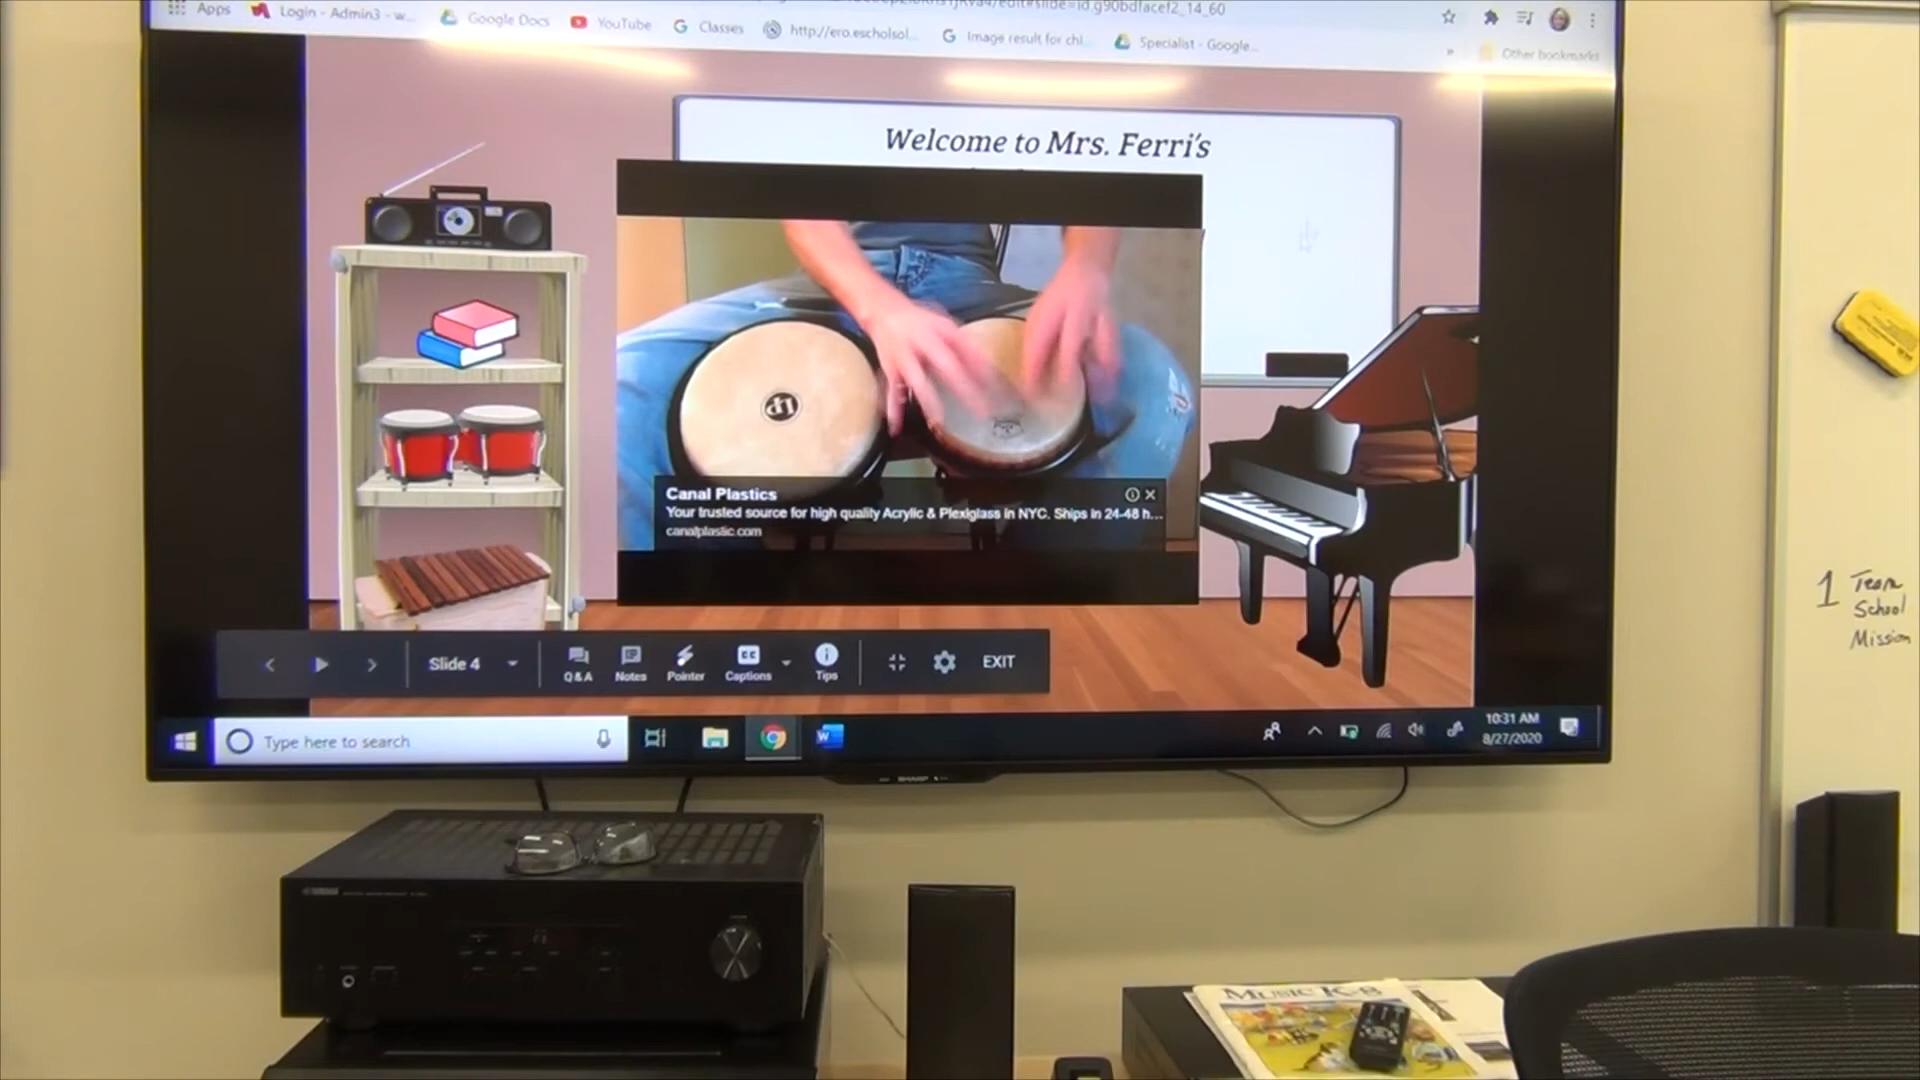 Apps
Login - Admin3 - w...
Google Docs
YouTube
Classes
http://ero.escholsol...
Image result for chi...
Specialist - Google...
»
Other bookmarks
Welcome to Mrs. Ferri's
LP
Canal Plastics
Your trusted source for high quality Acrylic & Plexiglass in NYC. Ships in 24-48 h...
canalplastic.com
Slide 4
Q&A
Notes
Pointer
Captions
Tips
EXIT
Type here to search
10:31 AM
8/27/2020
SHARP
YAMAHA
MUSIC K-8
1 Team
School
Mission